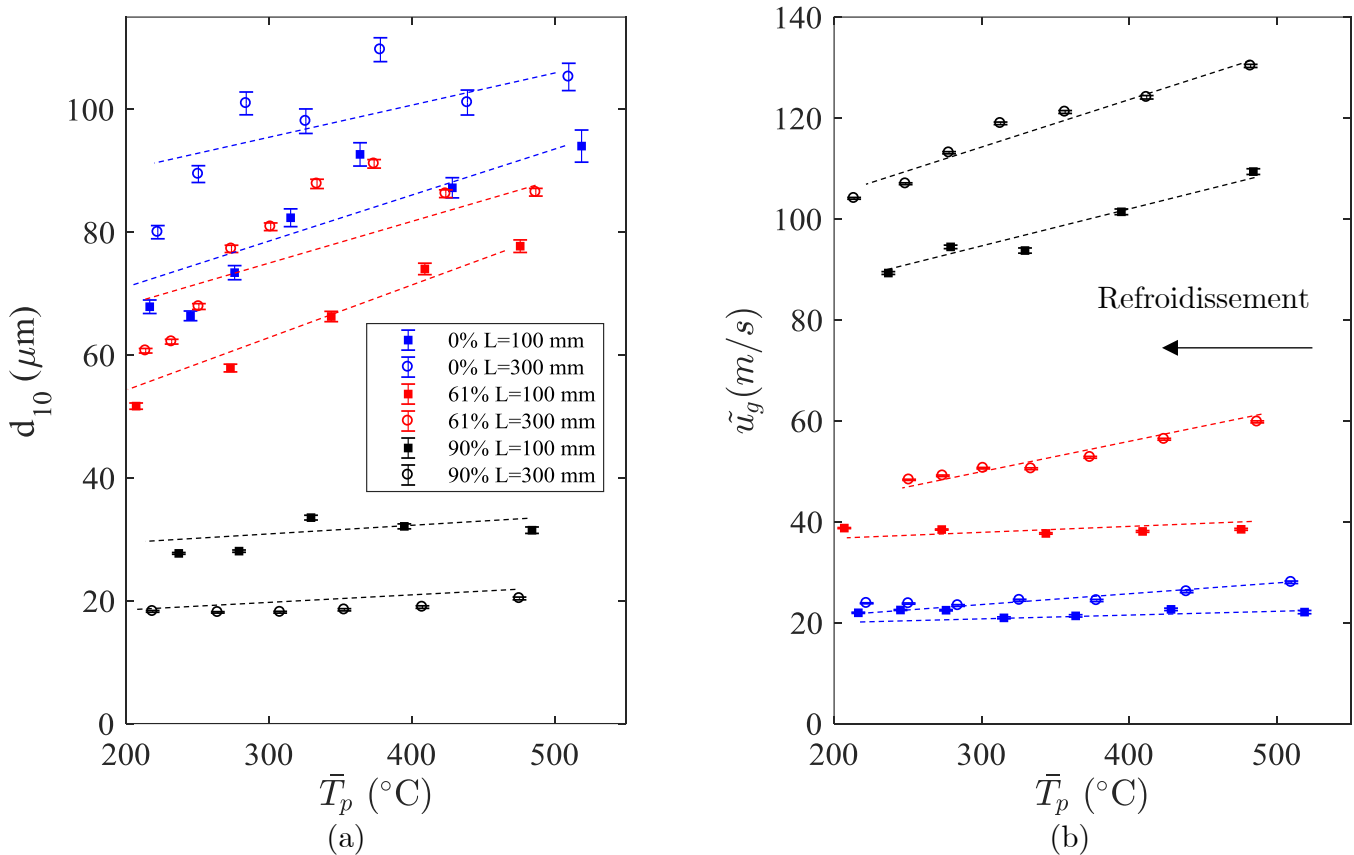 100
80
60
40
20
0
d10 (μm)
200
300
400
500
T̄p (°C)
(a)
0% L=100 mm
0% L=300 mm
61% L=100 mm
61% L=300 mm
90% L=100 mm
90% L=300 mm
140
120
100
80
60
40
20
0
ũg(m/s)
Refroidissement
200
300
400
500
T̄p (°C)
(b)